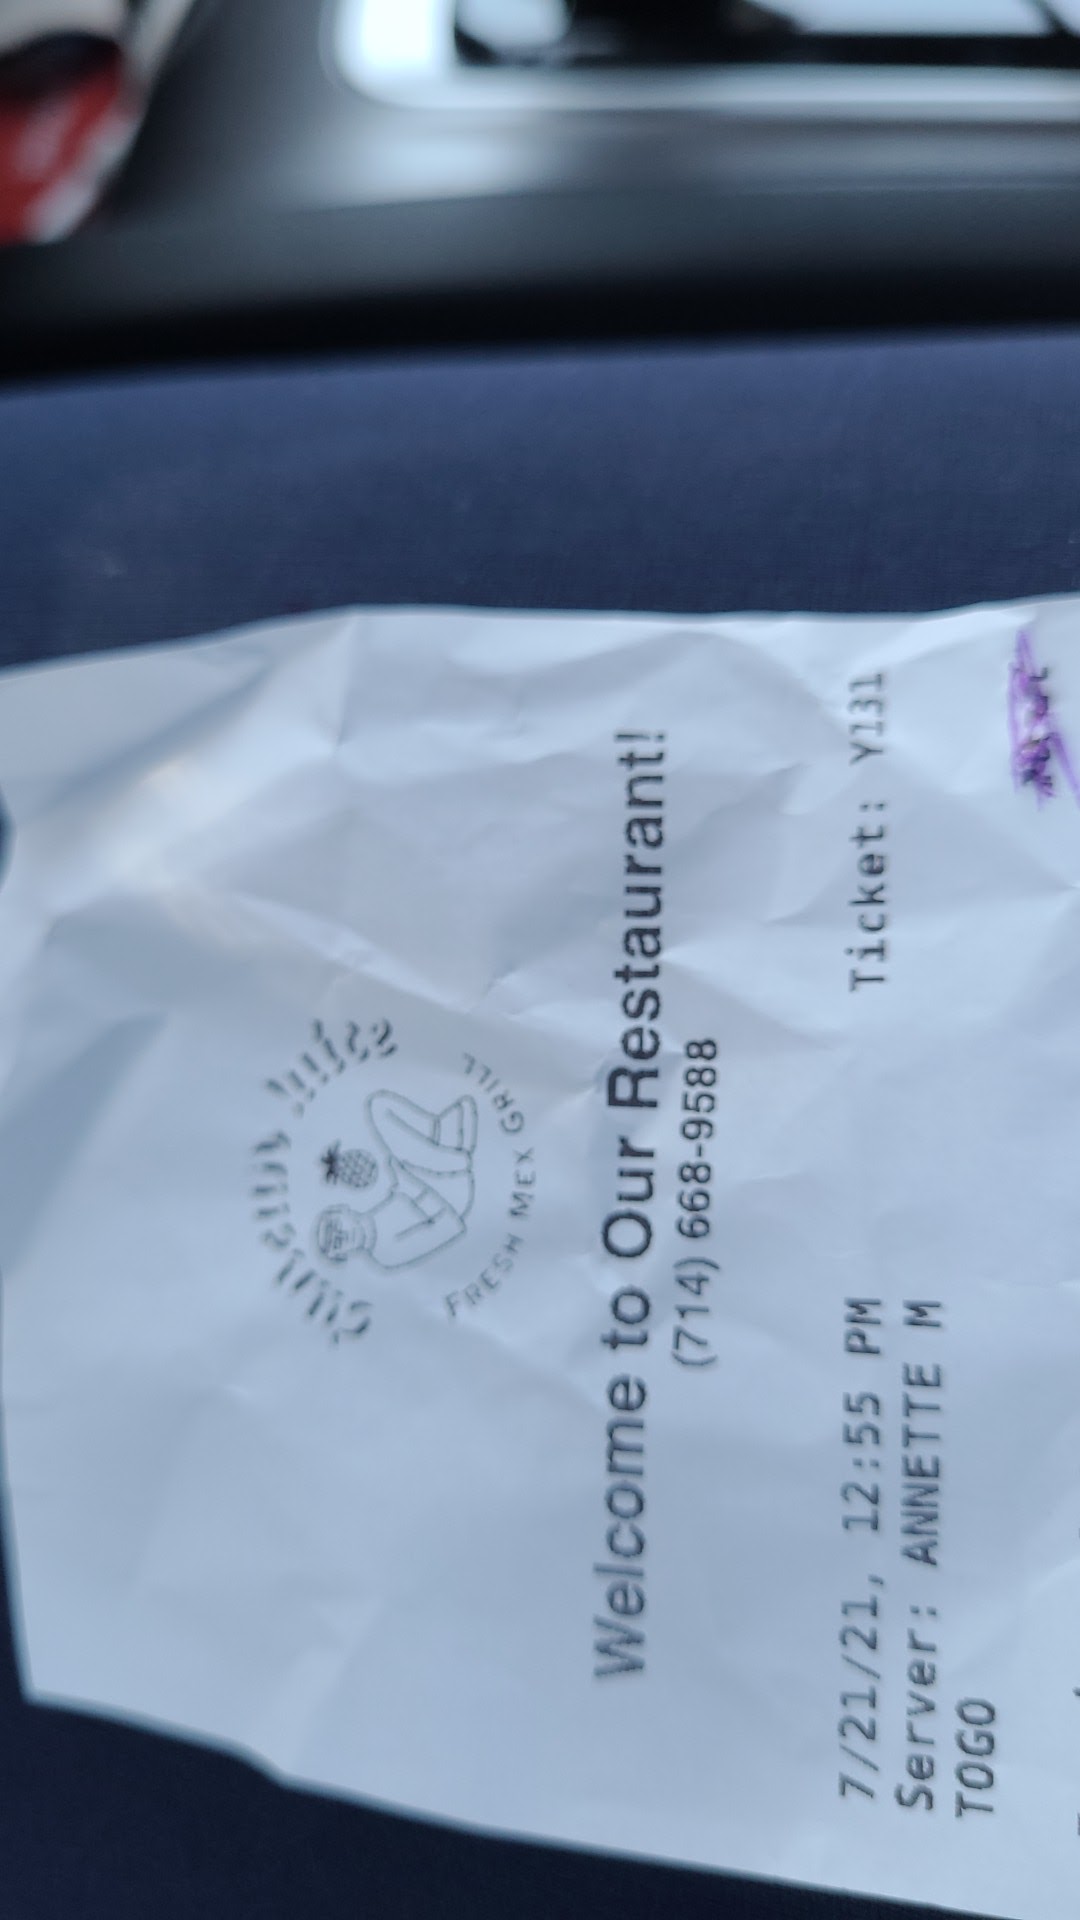 FRESH MEX GRILL
Welcome to Our Restaurant!
(714) 668-9588
7/21/21, 12:55 PM Ticket: Y131
Server: ANNETTE M
TOGO